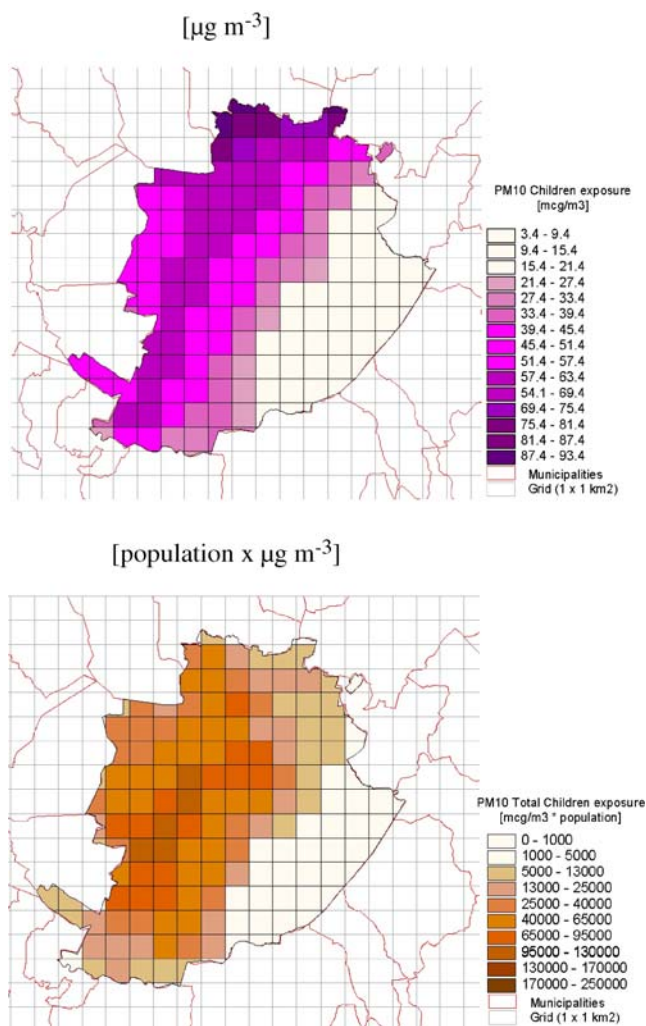 [µg m-3]
PM10 Children exposure
[mcg/m3]
3.4 - 9.4
9.4 - 15.4
15.4 - 21.4
21.4 - 27.4
27.4 - 33.4
33.4 - 39.4
39.4 - 45.4
45.4 - 51.4
51.4 - 57.4
57.4 - 63.4
54.1 - 69.4
69.4 - 75.4
75.4 - 81.4
81.4 - 87.4
87.4 - 93.4
Municipalities
Grid (1 x 1 km2)
[population x µg m-3]
PM10 Total Children exposure
[mcg/m3 * population]
0 - 1000
1000 - 5000
5000 - 13000
13000 - 25000
25000 - 40000
40000 - 65000
65000 - 95000
95000 - 130000
130000 - 170000
170000 - 250000
Municipalities
Grid (1 x 1 km2)